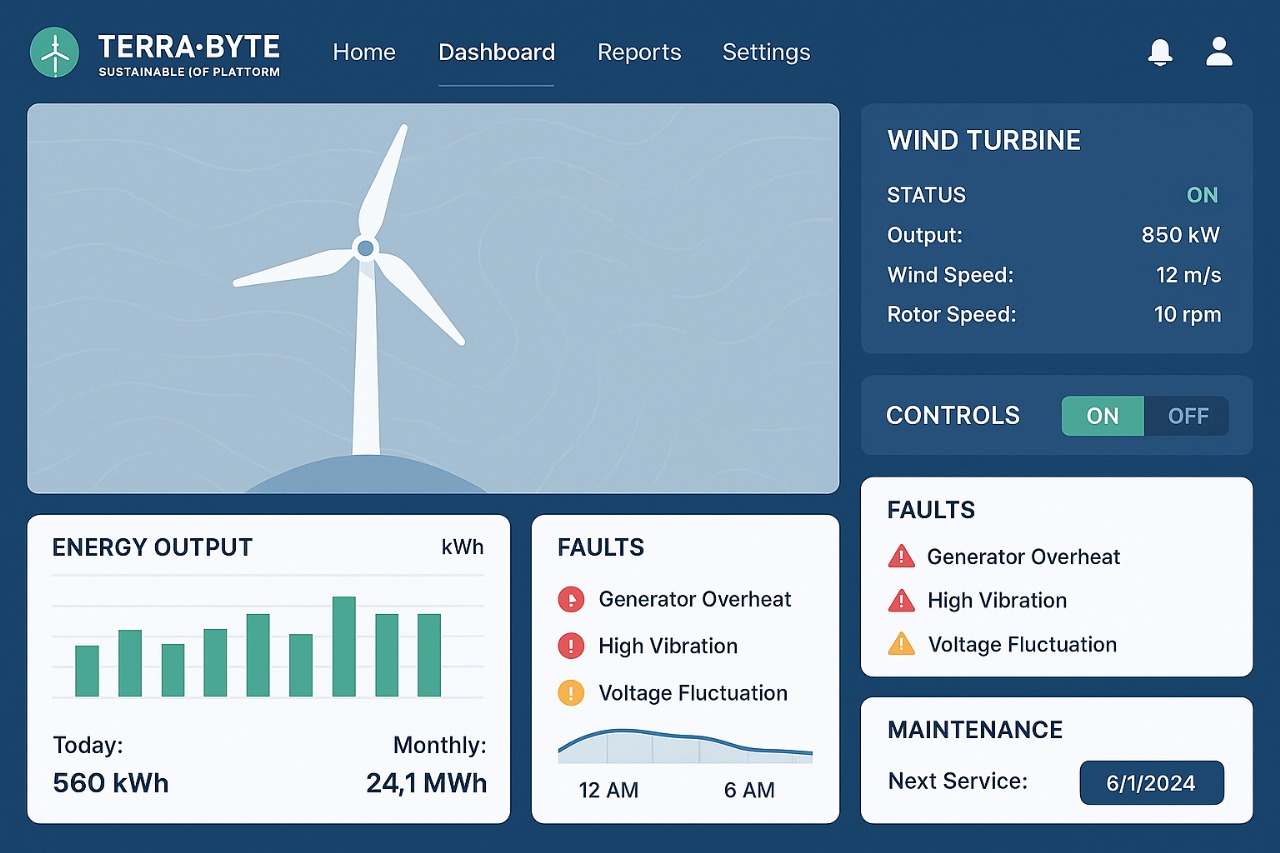 TERRA•BYTE
SUSTAINABLE (OF PLATTORM
Home Dashboard Reports Settings
WIND TURBINE
STATUS ON
Output: 850 kW
Wind Speed: 12 m/s
Rotor Speed: 10 rpm
CONTROLS ON OFF
ENERGY OUTPUT kWh
Today: Monthly:
560 kWh 24,1 MWh
FAULTS
Generator Overheat
High Vibration
Voltage Fluctuation
12 AM 6 AM
FAULTS
Generator Overheat
High Vibration
Voltage Fluctuation
MAINTENANCE
Next Service: 6/1/2024